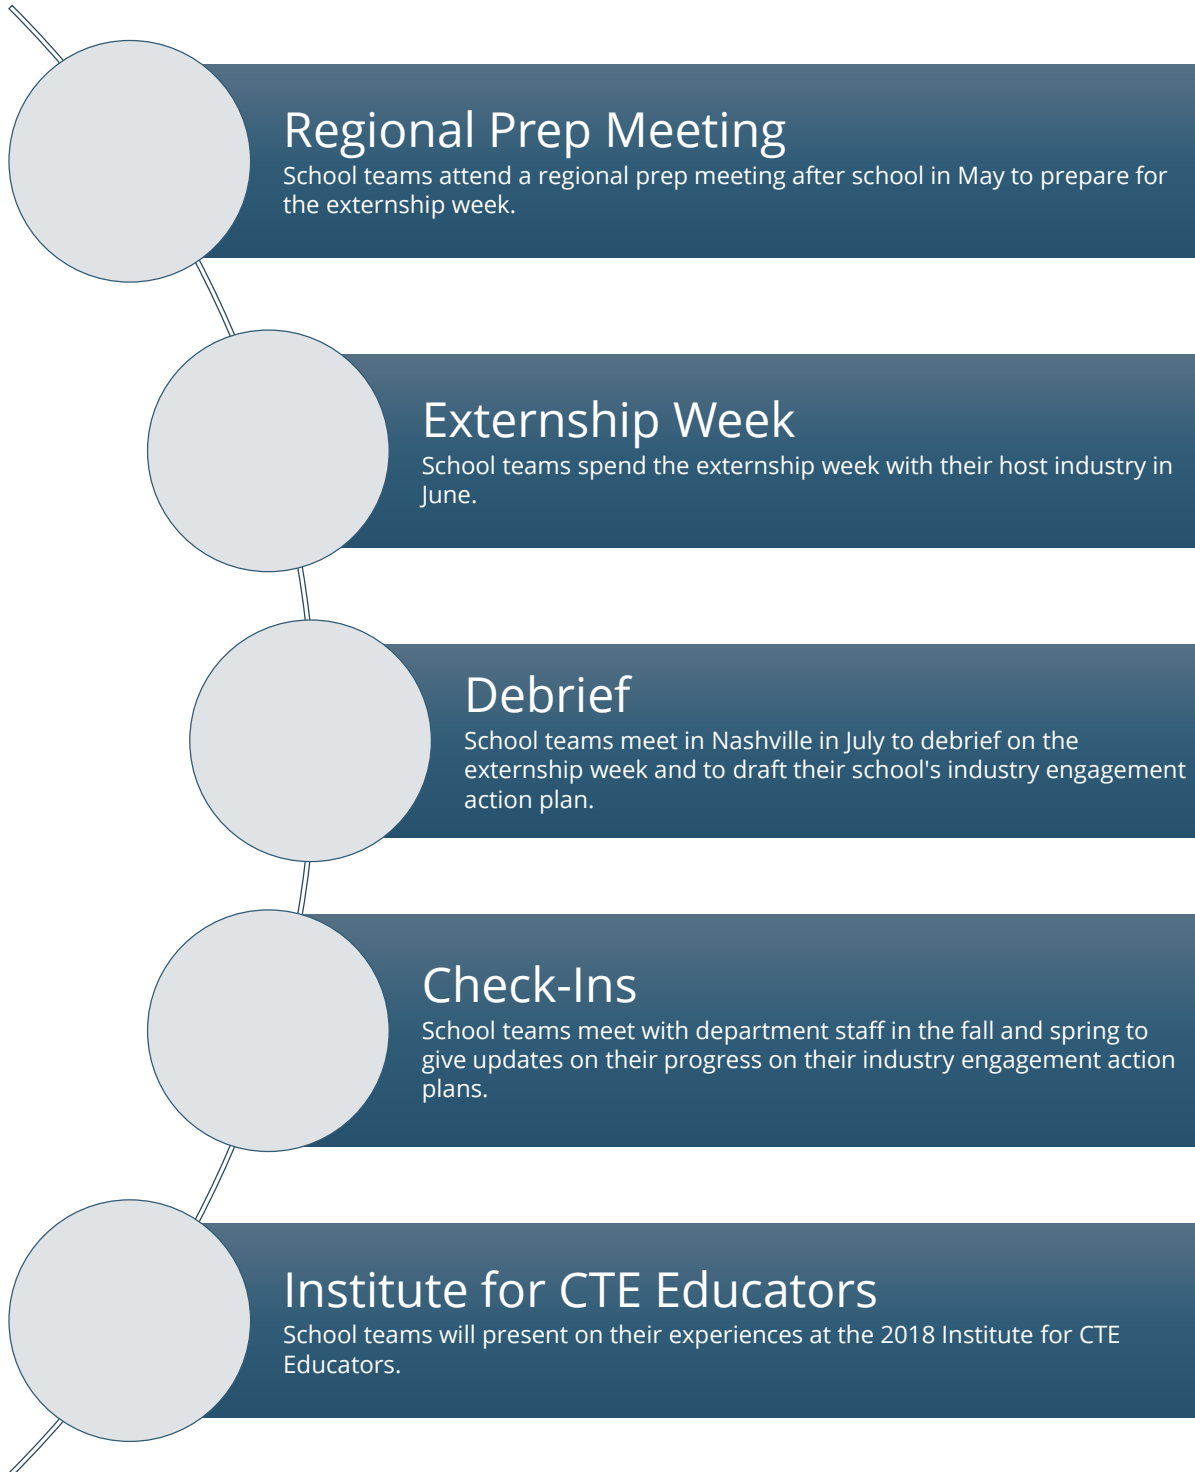 Regional Prep Meeting
School teams attend a regional prep meeting after school in May to prepare for
the externship week.
Externship Week
School teams spend the externship week with their host industry in
June.
Debrief
School teams meet in Nashville in July to debrief on the
externship week and to draft their school's industry engagement
action plan.
Check-Ins
School teams meet with department staff in the fall and spring to
give updates on their progress on their industry engagement action
plans.
Institute for CTE Educators
School teams will present on their experiences at the 2018 Institute for CTE
Educators.